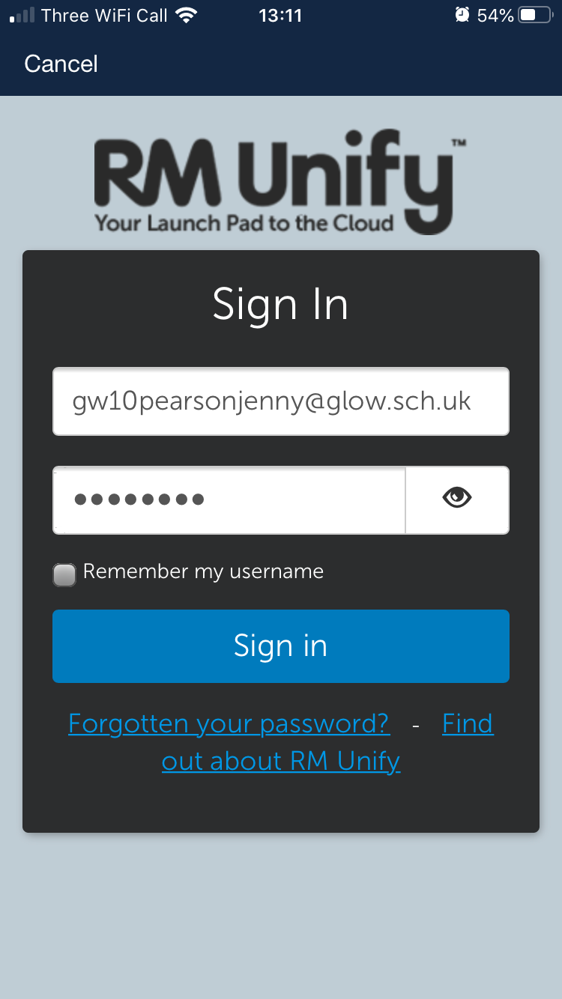 Three WiFi Call 13:11 54%
Cancel
RM Unify™
Your Launch Pad to the Cloud
Sign In
gw10pearsonjenny@glow.sch.uk
••••••••
Remember my username
Sign in
Forgotten your password? - Find
out about RM Unify